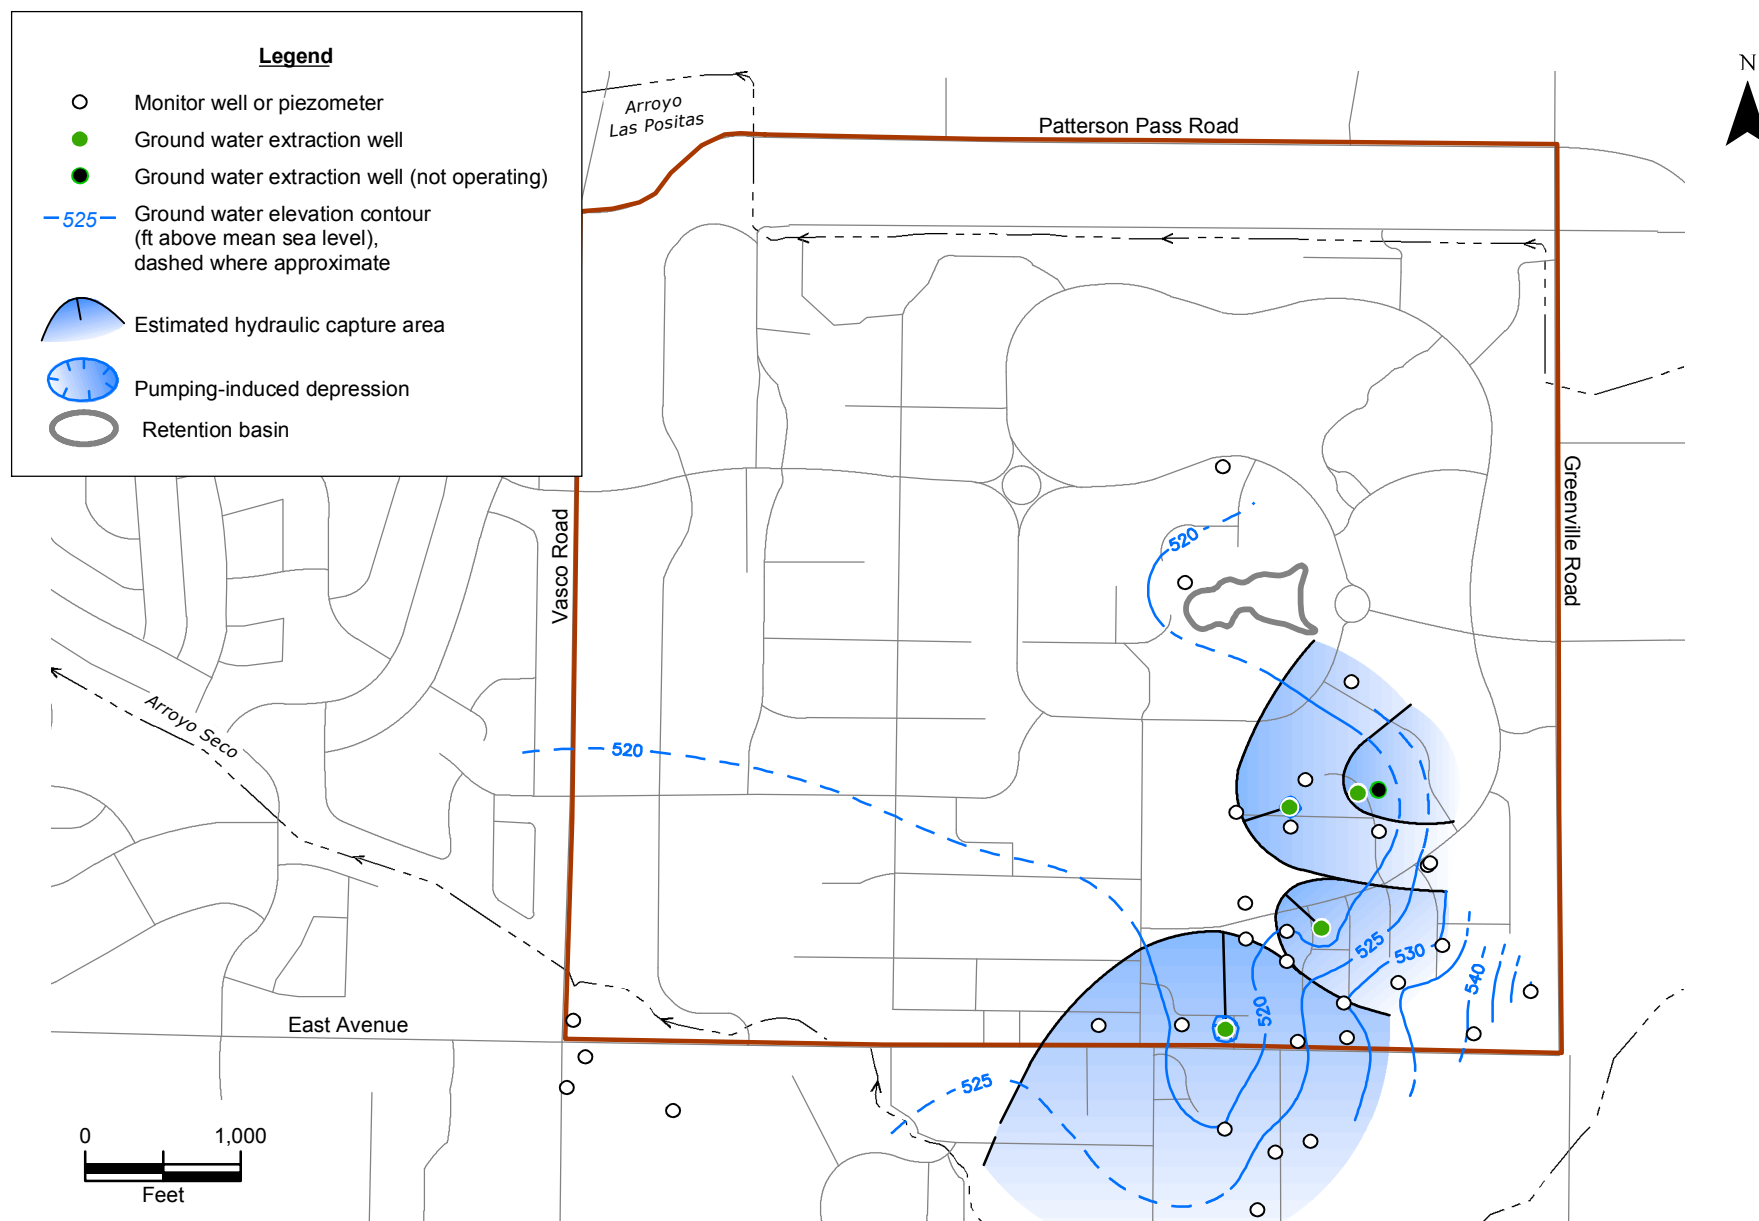 Legend
Monitor well or piezometer
Ground water extraction well
Ground water extraction well (not operating)
525
Ground water elevation contour
(ft above mean sea level),
dashed where approximate
Estimated hydraulic capture area
Pumping-induced depression
Retention basin
N
Arroyo
Las Positas
Patterson Pass Road
Greenville Road
Vasco Road
520
Arroyo Seco
520
525
530
540
520
East Avenue
525
0 1,000
Feet